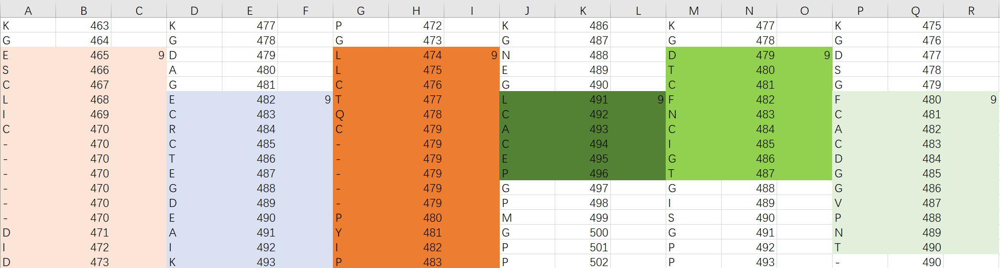 A B C D E F G H I J K L M N O P Q R
K 463 K 477 P 472 K 486 K 477 K 475
G 464 G 478 G 473 G 487 G 478 G 476
E 465 9 D 479 L 474 9 N 488 D 479 9 D 477
S 466 A 480 L 475 E 489 T 480 S 478
C 467 G 481 C 476 G 490 C 481 G 479
L 468 E 482 9 T 477 L 491 9 F 482 F 480 9
I 469 C 483 Q 478 C 492 N 483 C 481
C 470 R 484 C 479 A 493 C 484 A 482
- 470 C 485 - 479 C 494 I 485 C 483
- 470 T 486 - 479 E 495 G 486 D 484
- 470 E 487 - 479 P 496 T 487 G 485
- 470 G 488 - 479 G 497 G 488 G 486
- 470 D 489 - 479 P 498 I 489 V 487
- 470 E 490 P 480 M 499 S 490 P 488
D 471 A 491 Y 481 G 500 G 491 N 489
I 472 I 492 I 482 P 501 P 492 T 490
D 473 K 493 P 483 P 502 P 493 - 490